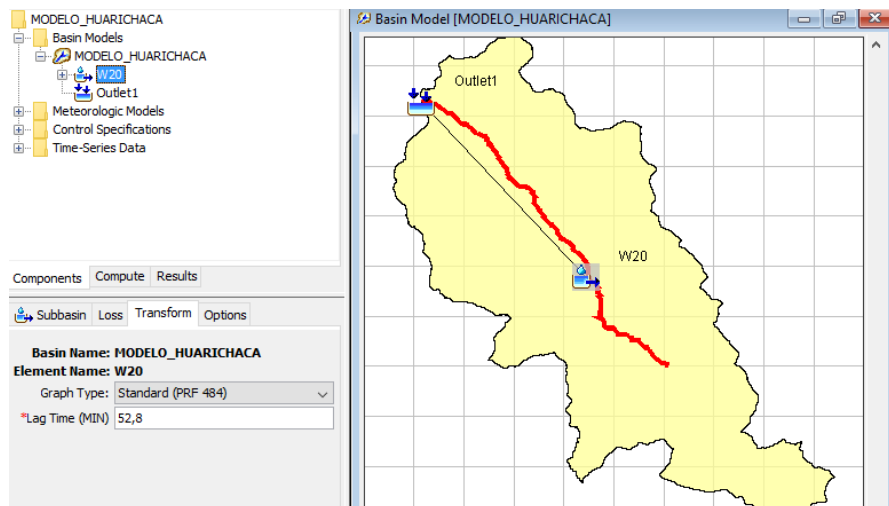 MODELO_HUARICHACA
Basin Models
MODELO_HUARICHACA
W20
Outlet1
Meteorologic Models
Control Specifications
Time-Series Data
Components Compute Results
Subbasin Loss Transform Options
Basin Name: MODELO_HUARICHACA
Element Name: W20
Graph Type: Standard (PRF 484)
*Lag Time (MIN) 52,8
Basin Model [MODELO_HUARICHACA]
Outlet1
W20